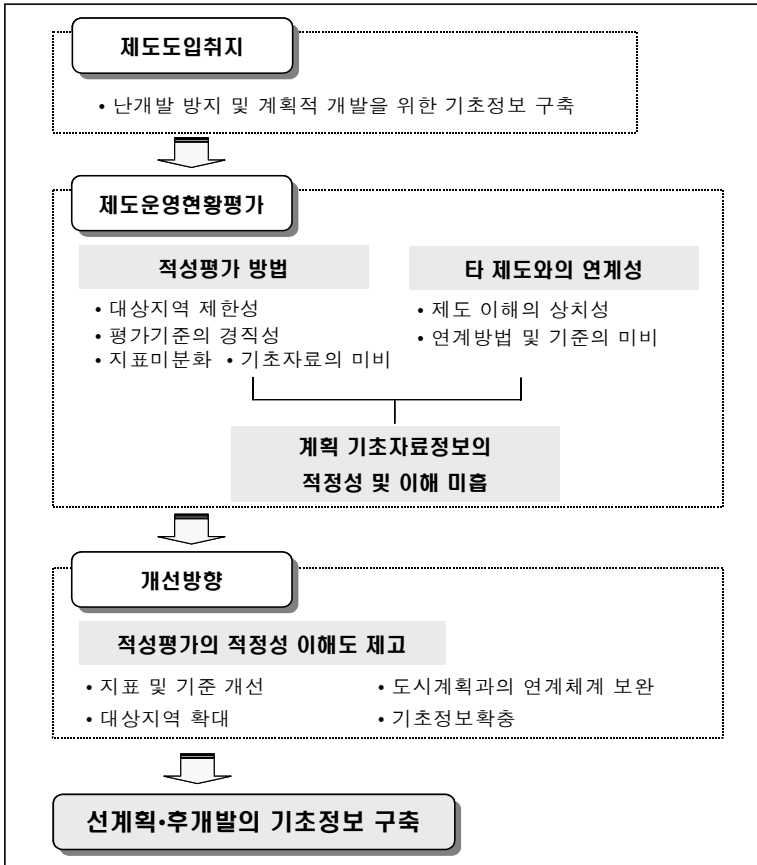 제도도입취지
• 난개발 방지 및 계획적 개발을 위한 기초정보 구축
제도운영현황평가
적성평가 방법
• 대상지역 제한성
• 평가기준의 경직성
• 지표미분화 • 기초자료의 미비
타 제도와의 연계성
• 제도 이해의 상치성
• 연계방법 및 기준의 미비
계획 기초자료정보의
적정성 및 이해 미흡
개선방향
적성평가의 적정성 이해도 제고
• 지표 및 기준 개선
• 대상지역 확대
• 도시계획과의 연계체계 보완
• 기초정보확충
선계획•후개발의 기초정보 구축